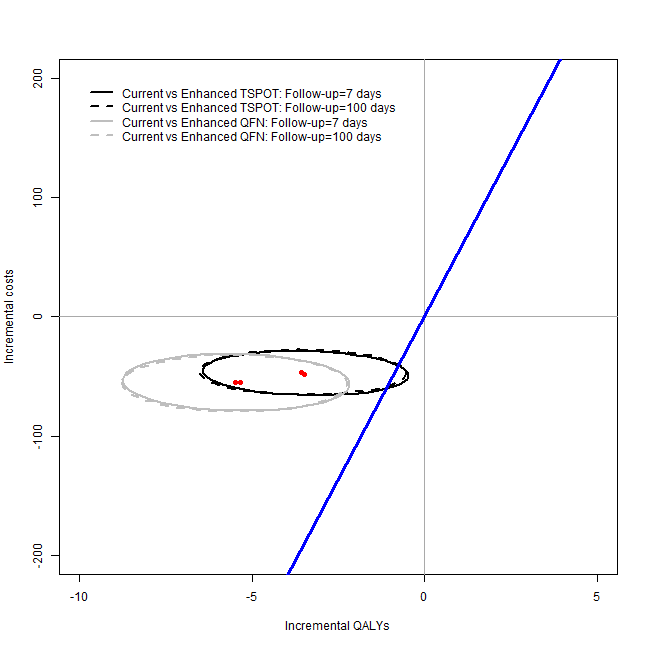 Current vs Enhanced TSPOT: Follow-up=7 days
Current vs Enhanced TSPOT: Follow-up=100 days
Current vs Enhanced QFN: Follow-up=7 days
Current vs Enhanced QFN: Follow-up=100 days
200
100
0
-100
-200
Incremental costs
-10
-5
0
5
Incremental QALYs